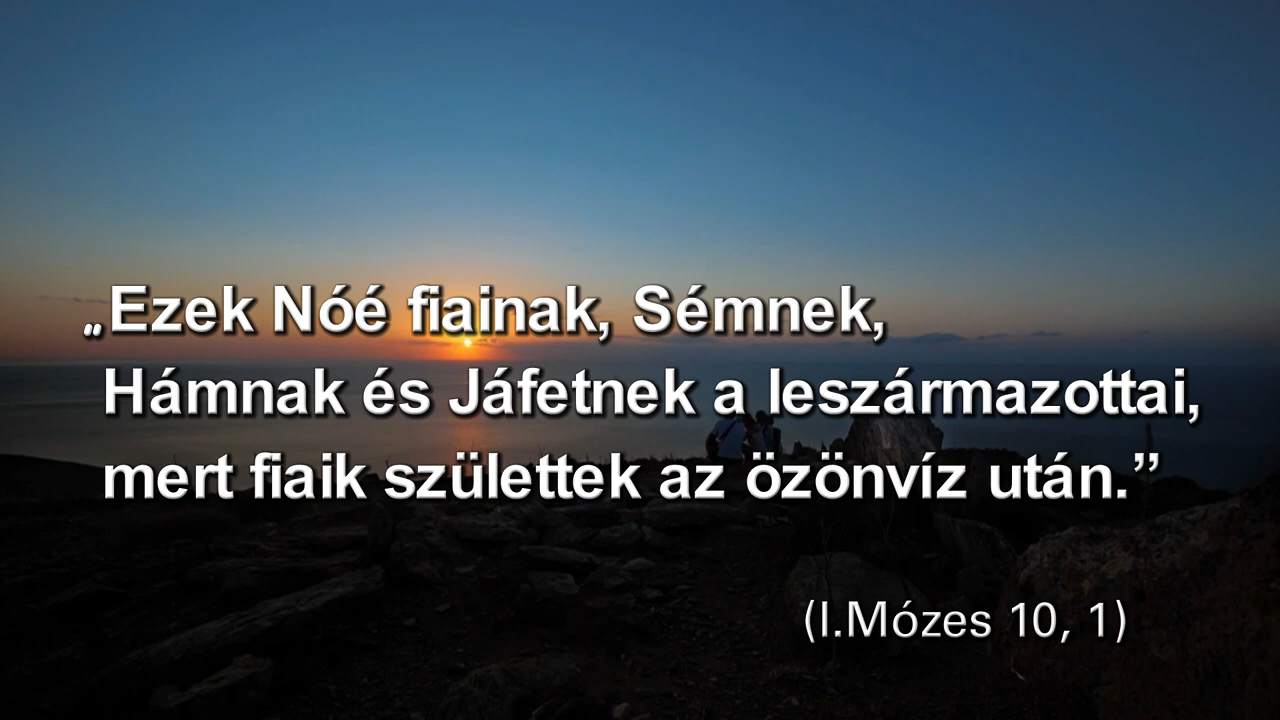 „Ezek Nóé fiainak, Sémnek,
Hámnak és Jáfetnek a leszármazottai,
mert fiaik születtek az özönvíz után.”
(I.Mózes 10, 1)